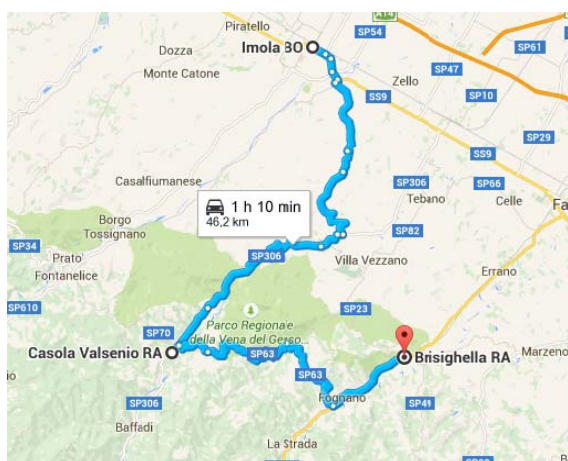 A14
Piratello
SP54
Imola BO
SP61
Dozza
Monte Catone
Zello
SP47
SS9
SP10
SP29
SS9
Casalfiumanese
SP306
SP66
Tebano
Celle
1 h 10 min
46,2 km
Borgo
Tossignano
SP82
SP34
Prato
Fontanelice
SP306
Villa Vezzano
Errano
SP610
SP23
Parco Regionale
della Vena del Gesso...
SP70
Casola Valsenio RA
SP63
Brisighella RA
Marzeno
SP63
SP306
Fognano
SP49
Baffadi
La Strada